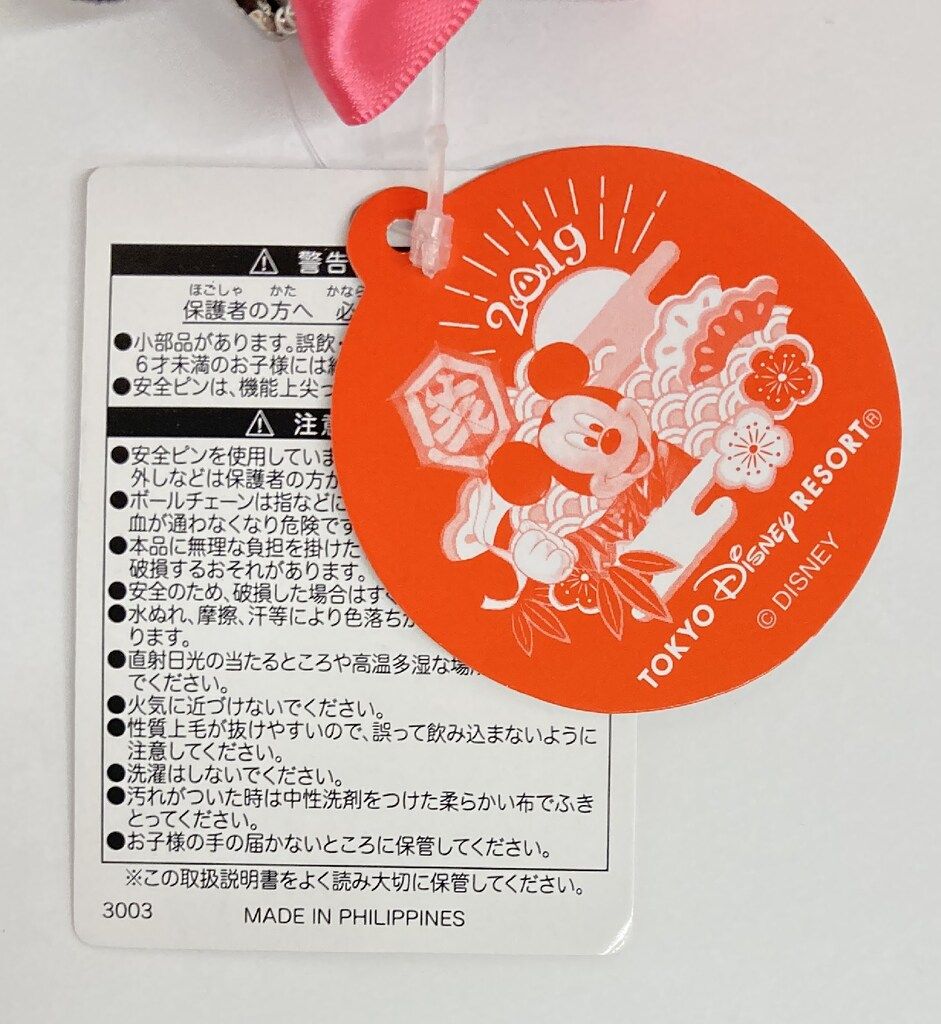 警告
ほごしゃ かた かなら
保護者の方へ 必
●小部品があります。誤飲・
6才未満のお子様には絶
●安全ピンは、機能上尖っ
注意
●安全ピンを使用していま
外しなどは保護者の方が
●ボールチェーンは指などに
血が通わなくなり危険です
●本品に無理な負担を掛けた
破損するおそれがあります。
●安全のため、破損した場合はす
●水ぬれ、摩擦、汗等により色落ちが
ります。
●直射日光の当たるところや高温多湿な場所
でください。
●火気に近づけないでください。
●性質上毛が抜けやすいので、誤って飲み込まないように
注意してください。
●洗濯はしないでください。
●汚れがついた時は中性洗剤をつけた柔らかい布でふき
とってください。
●お子様の手の届かないところに保管してください。
※この取扱説明書をよく読み大切に保管してください。
3003 MADE IN PHILIPPINES
2019
TOKYO Disney RESORT®
© DISNEY